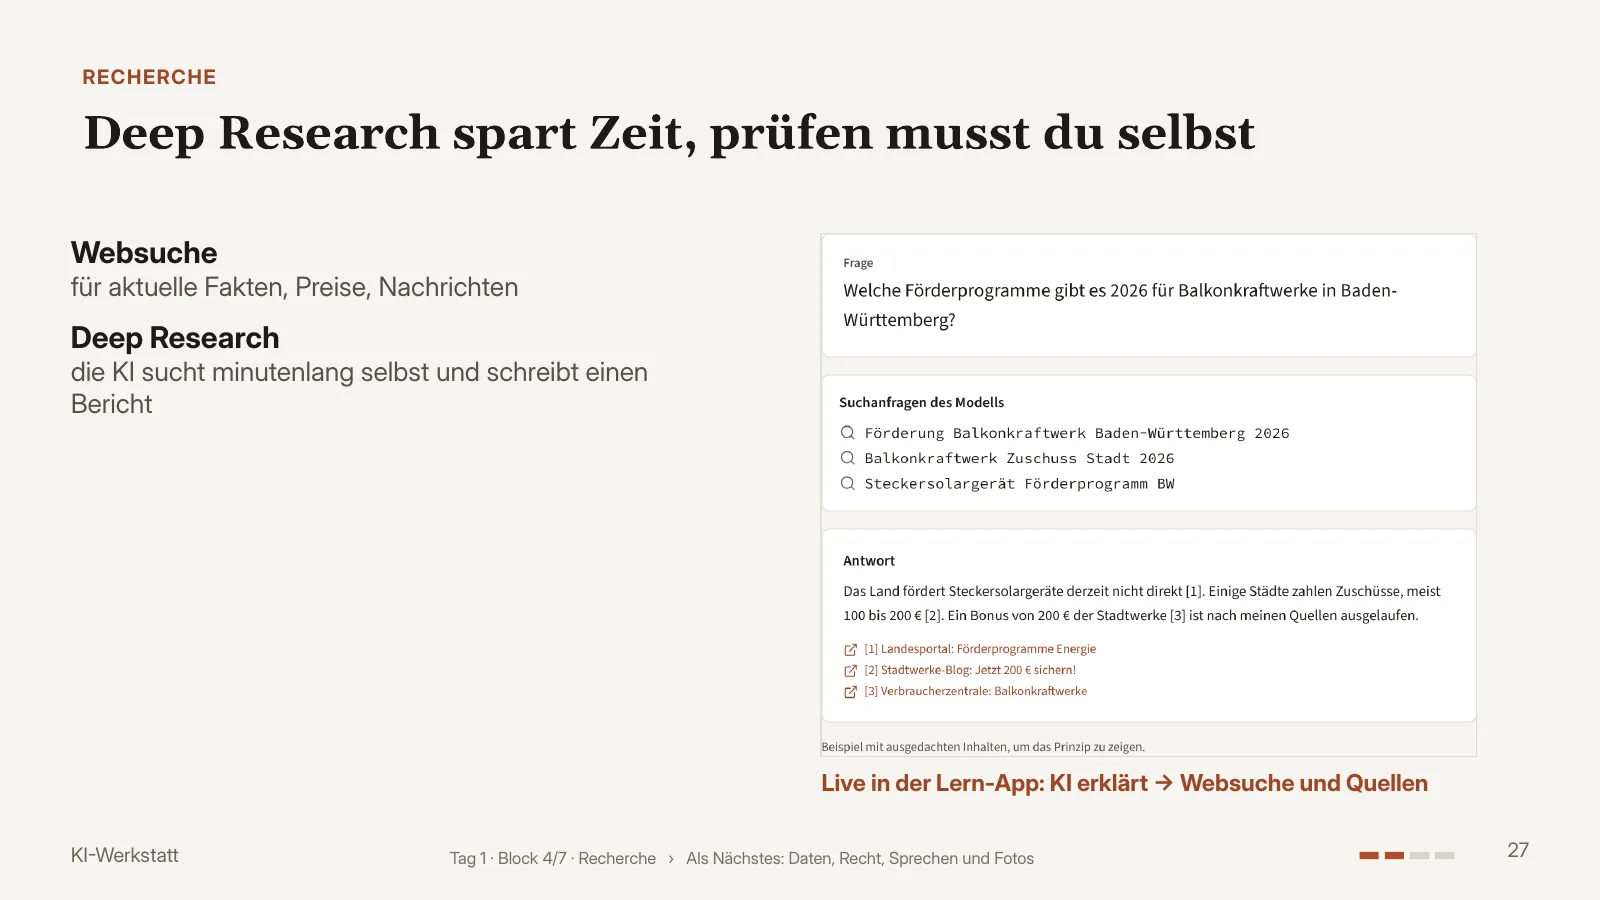 RECHERCHE
Deep Research spart Zeit, prüfen musst du selbst
Websuche
für aktuelle Fakten, Preise, Nachrichten
Deep Research
die KI sucht minutenlang selbst und schreibt einen
Bericht
Frage
Welche Förderprogramme gibt es 2026 für Balkonkraftwerke in Baden-
Württemberg?
Suchanfragen des Modells
Förderung Balkonkraftwerk Baden-Württemberg 2026
Balkonkraftwerk Zuschuss Stadt 2026
Steckersolargerät Förderprogramm BW
Antwort
Das Land fördert Steckersolargeräte derzeit nicht direkt [1]. Einige Städte zahlen Zuschüsse, meist
100 bis 200 € [2]. Ein Bonus von 200 € der Stadtwerke [3] ist nach meinen Quellen ausgelaufen.
[1] Landesportal: Förderprogramme Energie
[2] Stadtwerke-Blog: Jetzt 200 € sichern!
[3] Verbraucherzentrale: Balkonkraftwerke
Beispiel mit ausgedachten Inhalten, um das Prinzip zu zeigen.
Live in der Lern-App: KI erklärt → Websuche und Quellen
KI-Werkstatt
Tag 1 · Block 4/7 · Recherche › Als Nächstes: Daten, Recht, Sprechen und Fotos
27